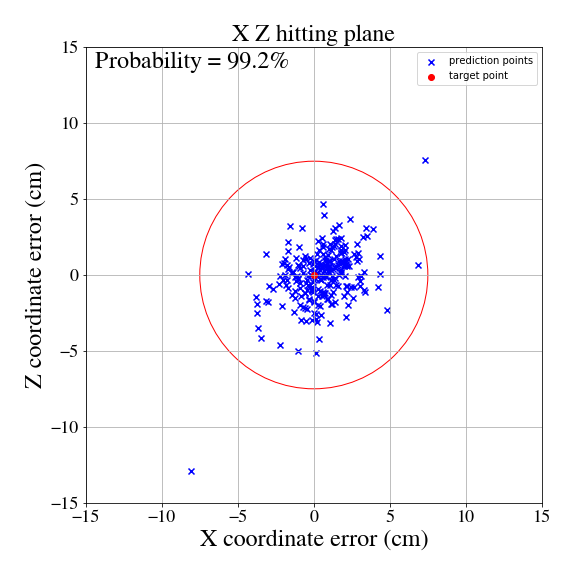 X Z hitting plane
Probability = 99.2%
prediction points
target point
Z coordinate error (cm)
15
10
5
0
−5
−10
−15
−15
−10
−5
0
5
10
15
X coordinate error (cm)